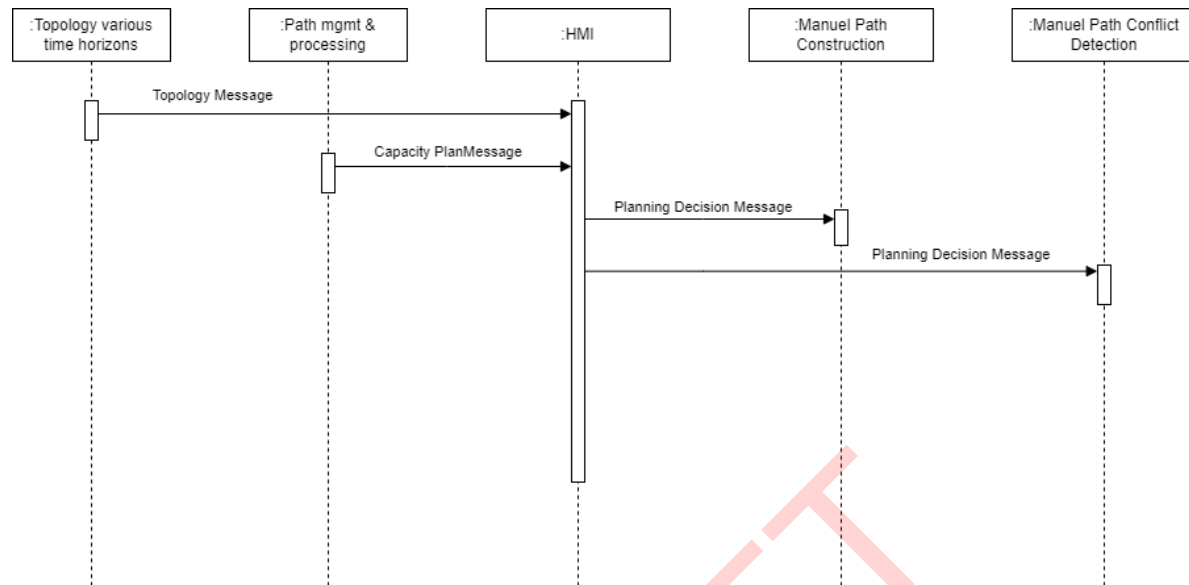 :Topology various
time horizons
:Path mgmt &
processing
:HMI
:Manuel Path
Construction
:Manuel Path Conflict
Detection
Topology Message
Capacity PlanMessage
Planning Decision Message
Planning Decision Message